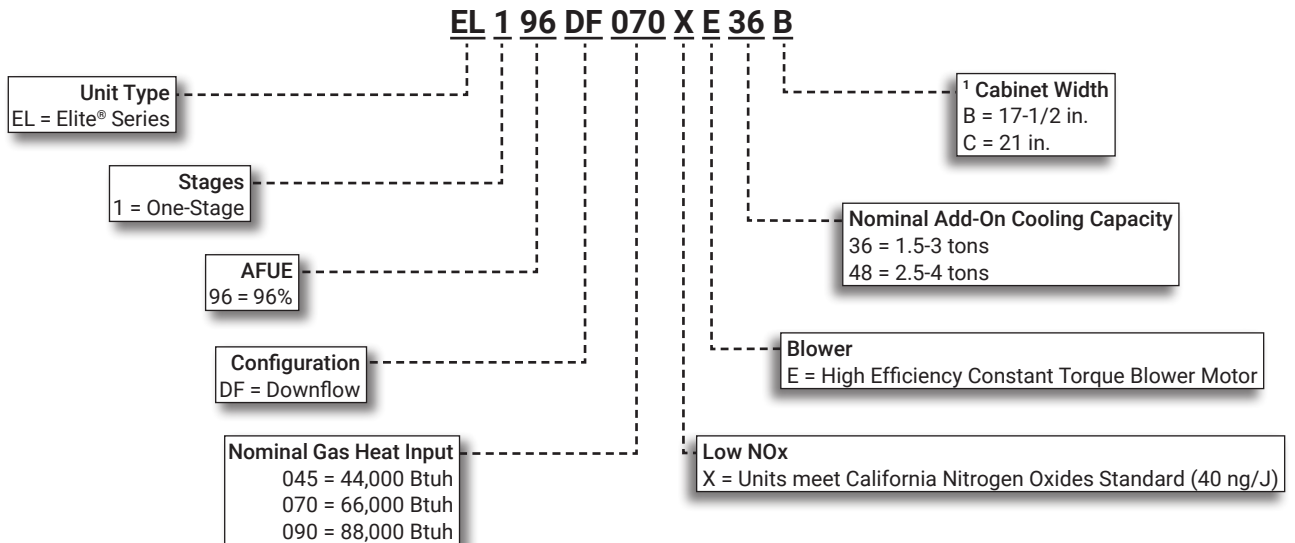 EL 1 96 DF 070 X E 36 B
Unit Type
EL = Elite® Series
Stages
1 = One-Stage
AFUE
96 = 96%
Configuration
DF = Downflow
Nominal Gas Heat Input
045 = 44,000 Btuh
070 = 66,000 Btuh
090 = 88,000 Btuh
¹ Cabinet Width
B = 17-1/2 in.
C = 21 in.
Nominal Add-On Cooling Capacity
36 = 1.5-3 tons
48 = 2.5-4 tons
Blower
E = High Efficiency Constant Torque Blower Motor
Low NOx
X = Units meet California Nitrogen Oxides Standard (40 ng/J)